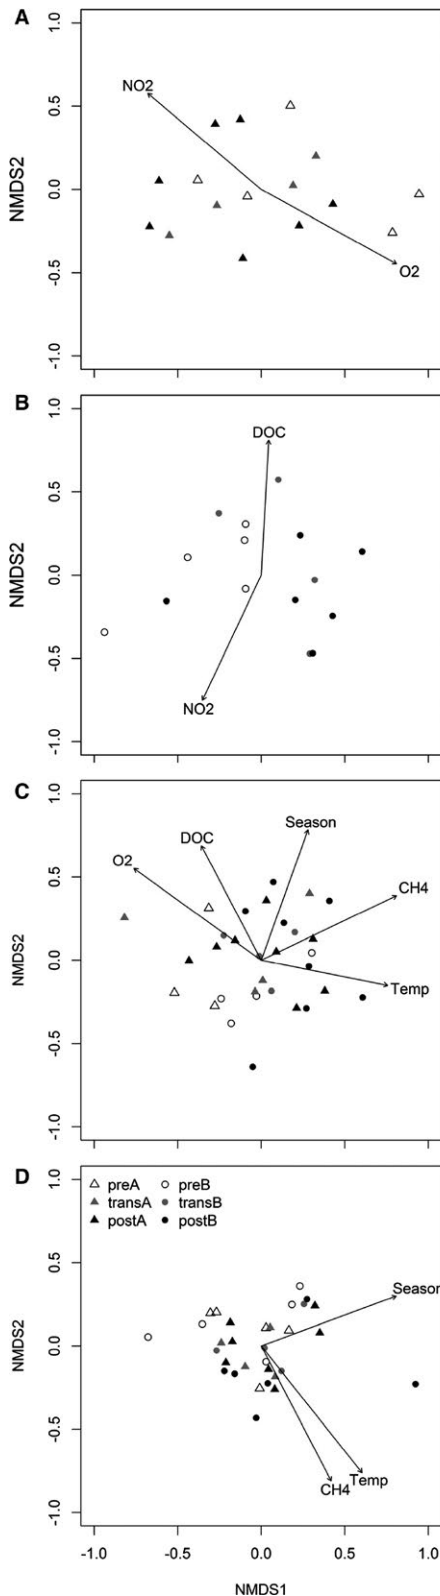 A
1.0
0.5
0.0
-0.5
-1.0
NMDS2
NO2
O2
B
1.0
0.5
0.0
-0.5
-1.0
NMDS2
DOC
NO2
C
1.0
0.5
0.0
-0.5
-1.0
NMDS2
O2
DOC
Season
CH4
Temp
D
1.0
0.5
0.0
-0.5
-1.0
NMDS2
preA preB
transA transB
postA postB
Season
CH4 Temp
-1.0 -0.5 0.0 0.5 1.0
NMDS1